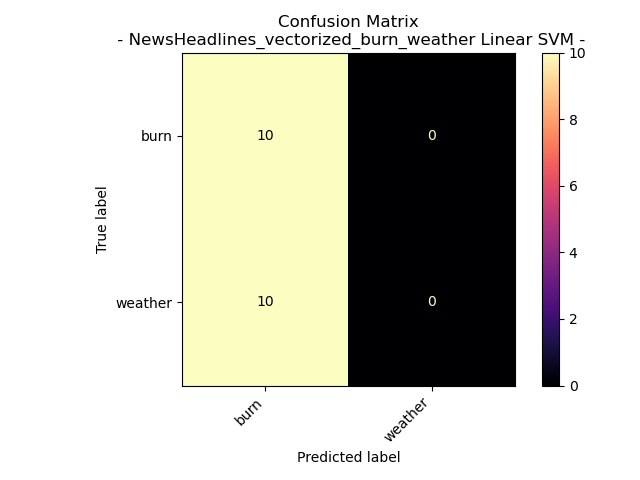 Confusion Matrix
- NewsHeadlines_vectorized_burn_weather Linear SVM -
True label
burn
weather
10
0
10
0
burn
weather
Predicted label
10
8
6
4
2
0